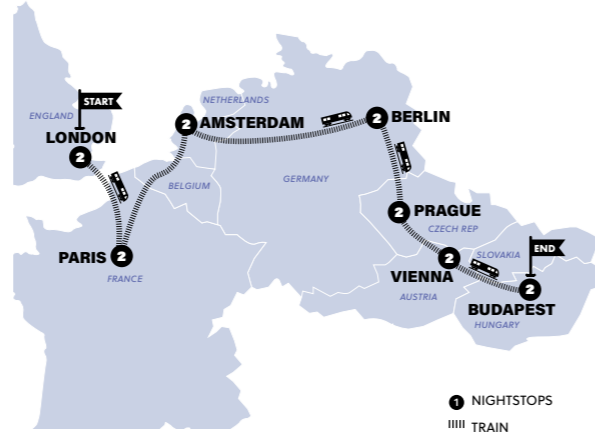 NETHERLANDS
START
ENGLAND
LONDON
2
2 AMSTERDAM
2 BERLIN
BELGIUM
GERMANY
2 PRAGUE
CZECH REP
PARIS 2
FRANCE
SLOVAKIA
END
2
VIENNA
AUSTRIA
2
BUDAPEST
HUNGARY
1 NIGHTSTOPS
TRAIN